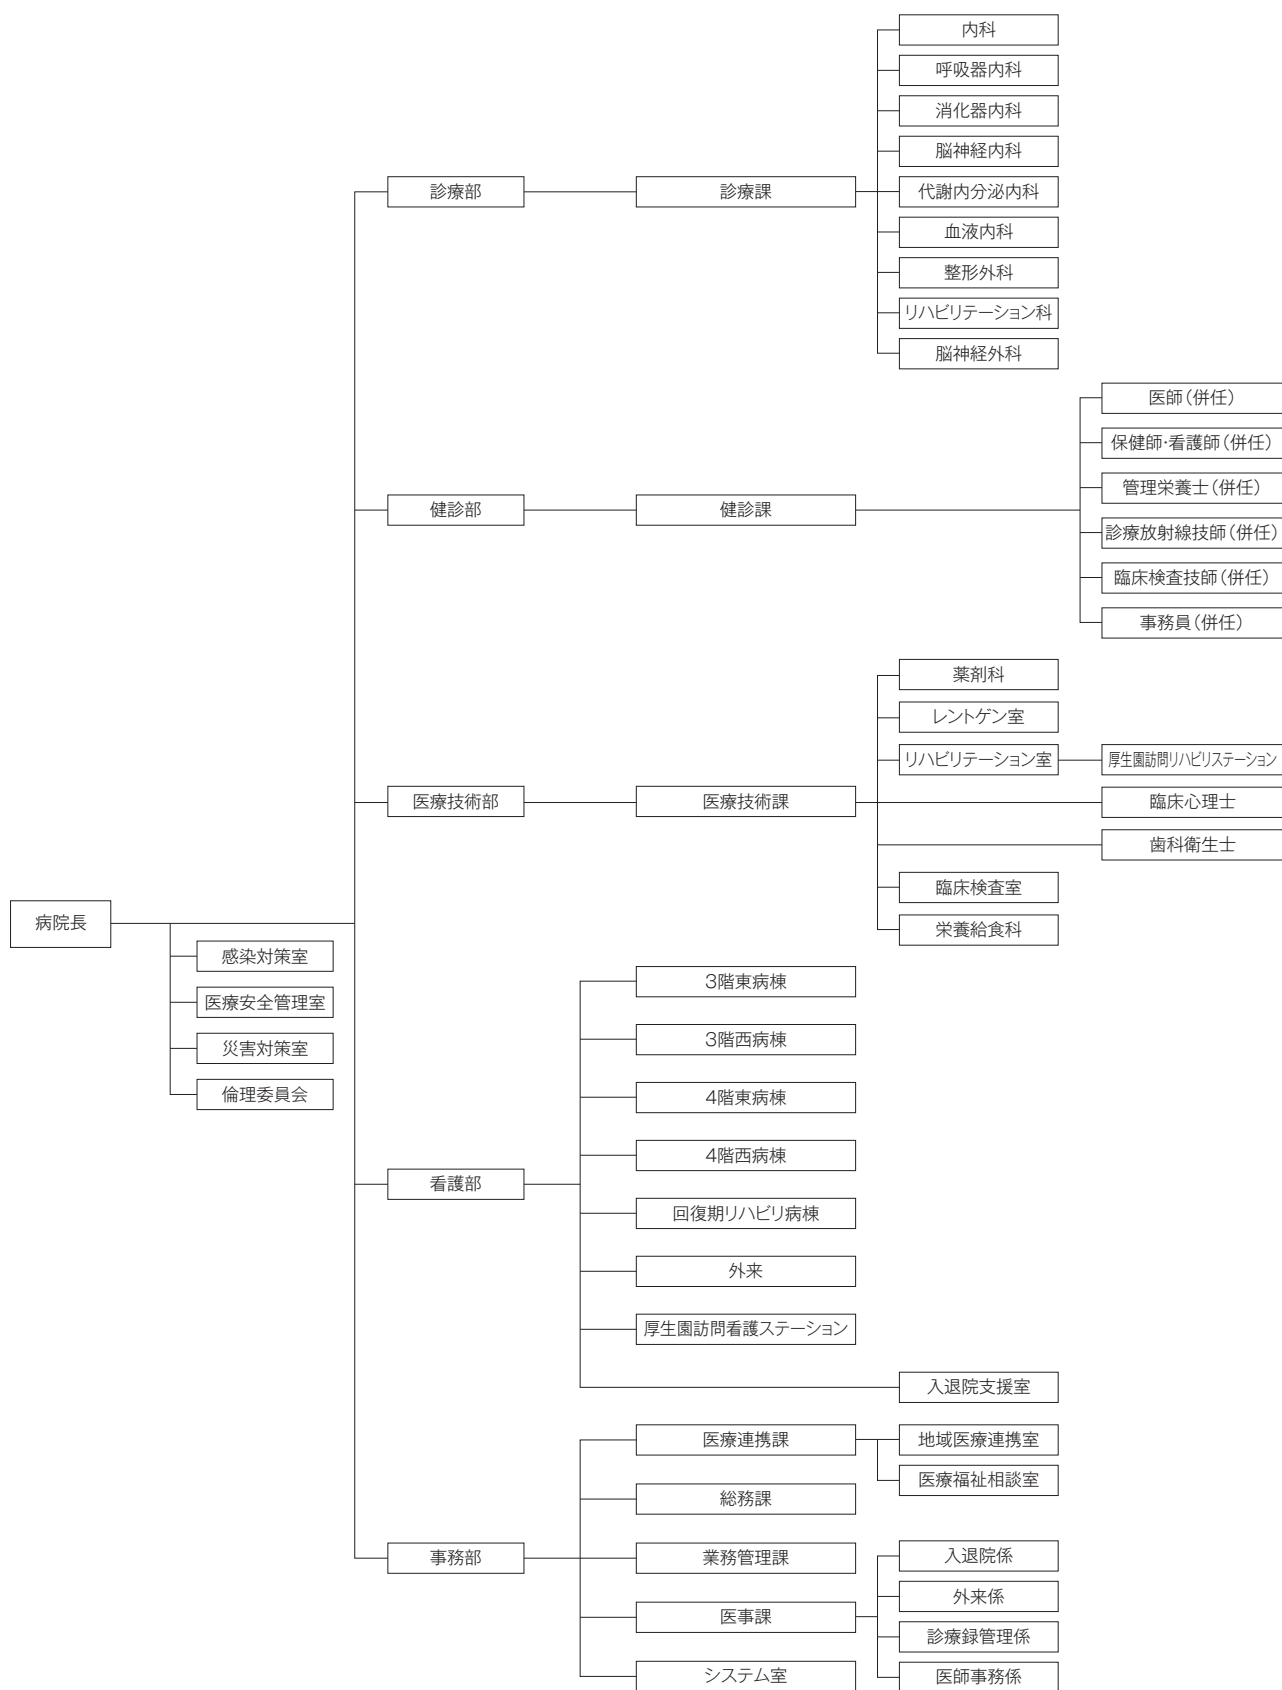 内科
呼吸器内科
消化器内科
脳神経内科
診療部
診療課
代謝内分泌内科
血液内科
整形外科
リハビリテーション科
脳神経外科
医師（併任）
保健師・看護師（併任）
管理栄養士（併任）
健診部
健診課
診療放射線技師（併任）
臨床検査技師（併任）
事務員（併任）
薬剤科
レントゲン室
リハビリテーション室
厚生園訪問リハビリステーション
医療技術部
医療技術課
臨床心理士
歯科衛生士
臨床検査室
栄養給食科
病院長
感染対策室
医療安全管理室
災害対策室
倫理委員会
3階東病棟
3階西病棟
4階東病棟
4階西病棟
看護部
回復期リハビリ病棟
外来
厚生園訪問看護ステーション
入退院支援室
医療連携課
地域医療連携室
医療福祉相談室
総務課
事務部
業務管理課
入退院係
外来係
医事課
診療録管理係
システム室
医師事務係